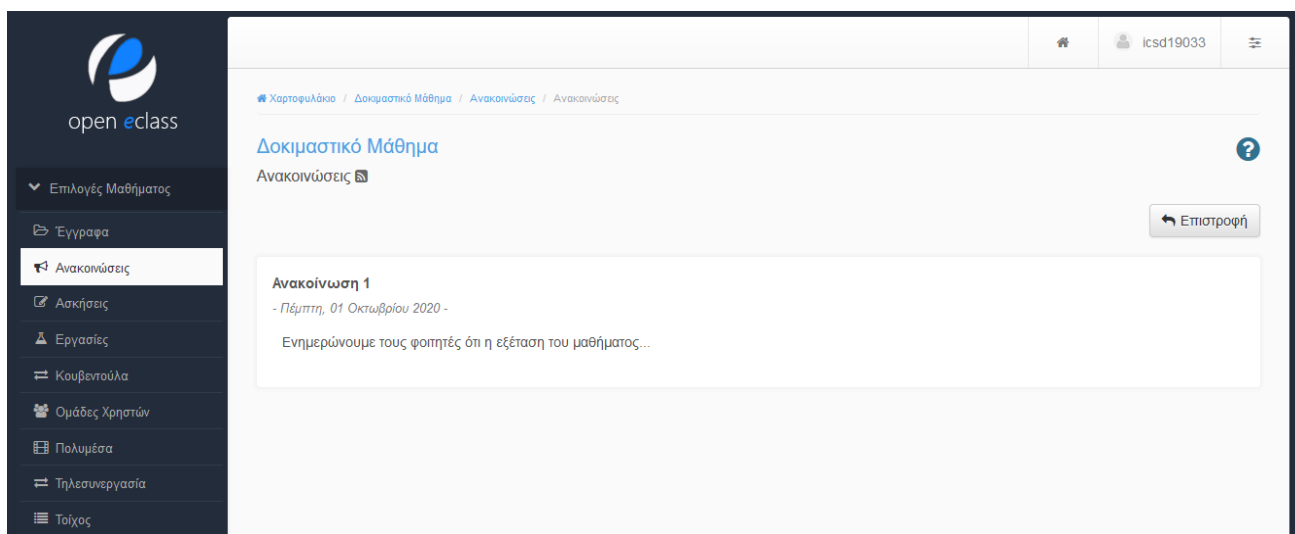 open eclass
Επιλογές Μαθήματος
Έγγραφα
Ανακοινώσεις
Ασκήσεις
Εργασίες
Κουβεντούλα
Ομάδες Χρηστών
Πολυμέσα
Τηλεσυνεργασία
Τοίχος
icsd19033
Χαρτοφυλάκιο / Δοκιμαστικό Μάθημα / Ανακοινώσεις / Ανακοινώσεις
Δοκιμαστικό Μάθημα
Ανακοινώσεις
Επιστροφή
Ανακοίνωση 1
- Πέμπτη, 01 Οκτωβρίου 2020 -
Ενημερώνουμε τους φοιτητές ότι η εξέταση του μαθήματος...